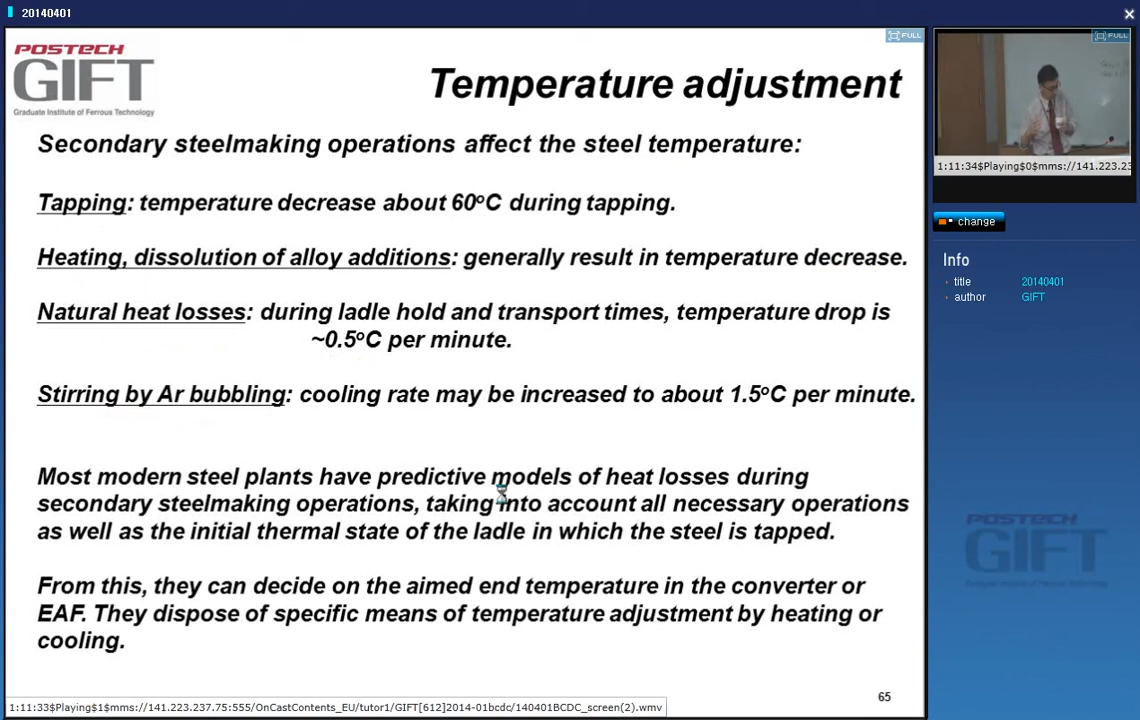 20140401
POSTECH
GIFT
Graduate Institute of Ferrous Technology
FULL
Temperature adjustment
Secondary steelmaking operations affect the steel temperature:
Tapping: temperature decrease about 60°C during tapping.
Heating, dissolution of alloy additions: generally result in temperature decrease.
Natural heat losses: during ladle hold and transport times, temperature drop is
~0.5°C per minute.
Stirring by Ar bubbling: cooling rate may be increased to about 1.5°C per minute.
Most modern steel plants have predictive models of heat losses during
secondary steelmaking operations, taking into account all necessary operations
as well as the initial thermal state of the ladle in which the steel is tapped.
From this, they can decide on the aimed end temperature in the converter or
EAF. They dispose of specific means of temperature adjustment by heating or
cooling.
65
1:11:33$Playing$1$mms://141.223.237.75:555/OnCastContents_EU/tutor1/GIFT[612]2014-01bcdc/140401BCDC_screen(2).wmv
FULL
1:11:34$Playing$0$mms://141.223.23
change
Info
title 20140401
author GIFT
POSTECH
GIFT